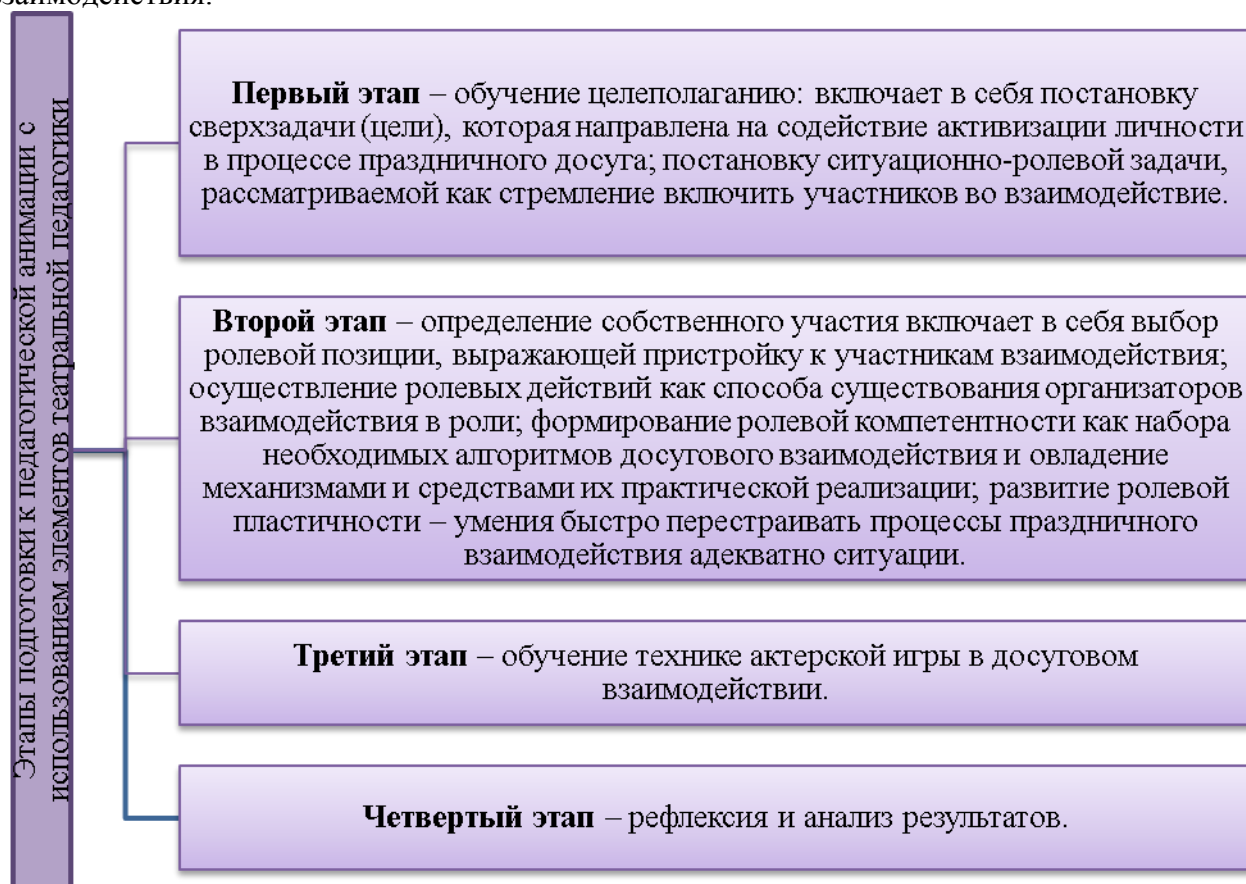 взаимодействия.
Этапы подготовки к педагогической анимации с
использованием элементов театральной педагогики
Первый этап – обучение целеполаганию: включает в себя постановку
сверхзадачи (цели), которая направлена на содействие активизации личности
в процессе праздничного досуга; постановку ситуационно-ролевой задачи,
рассматриваемой как стремление включить участников во взаимодействие.
Второй этап – определение собственного участия включает в себя выбор
ролевой позиции, выражающей пристройку к участникам взаимодействия;
осуществление ролевых действий как способа существования организаторов
взаимодействия в роли; формирование ролевой компетентности как набора
необходимых алгоритмов досугового взаимодействия и овладение
механизмами и средствами их практической реализации; развитие ролевой
пластичности – умения быстро перестраивать процессы праздничного
взаимодействия адекватно ситуации.
Третий этап – обучение технике актерской игры в досуговом
взаимодействии.
Четвертый этап – рефлексия и анализ результатов.